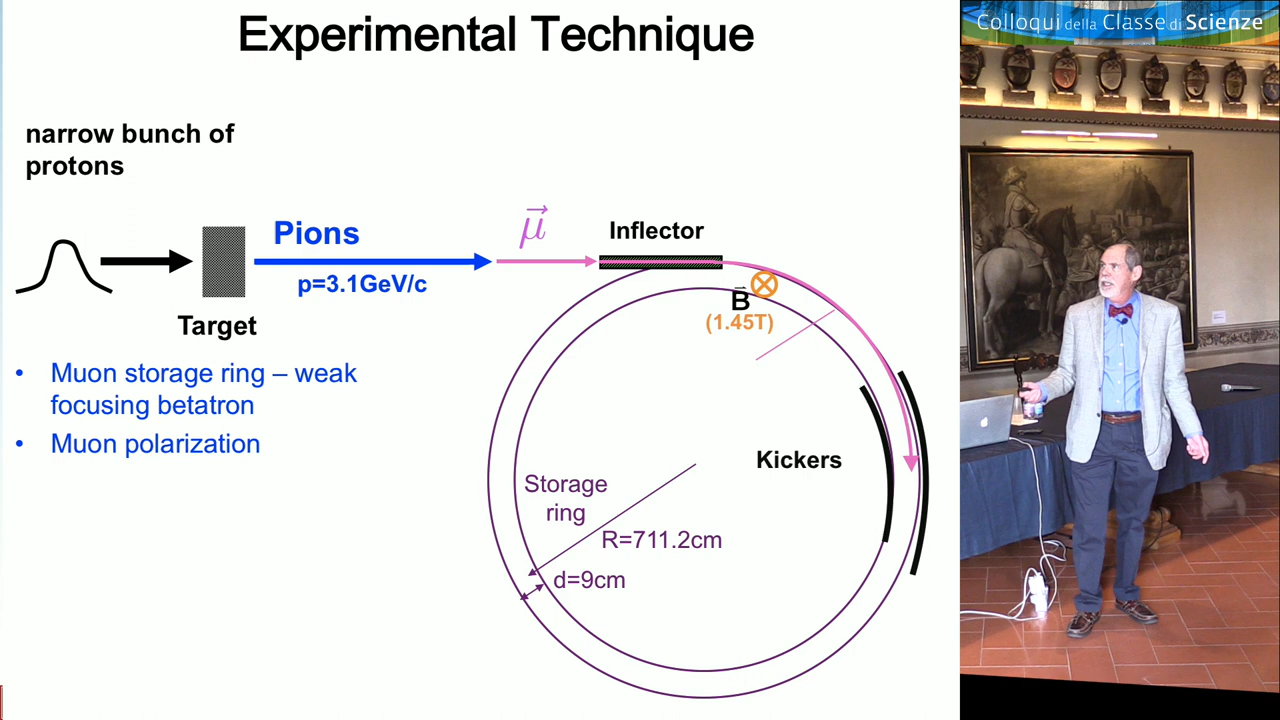 Experimental Technique
Colloqui della Classe di Scienze
narrow bunch of
protons
Pions
p=3.1GeV/c
Target
μ⃗
Inflector
B⃗
(1.45T)
• Muon storage ring – weak
focusing betatron
• Muon polarization
Kickers
Storage
ring
R=711.2cm
d=9cm